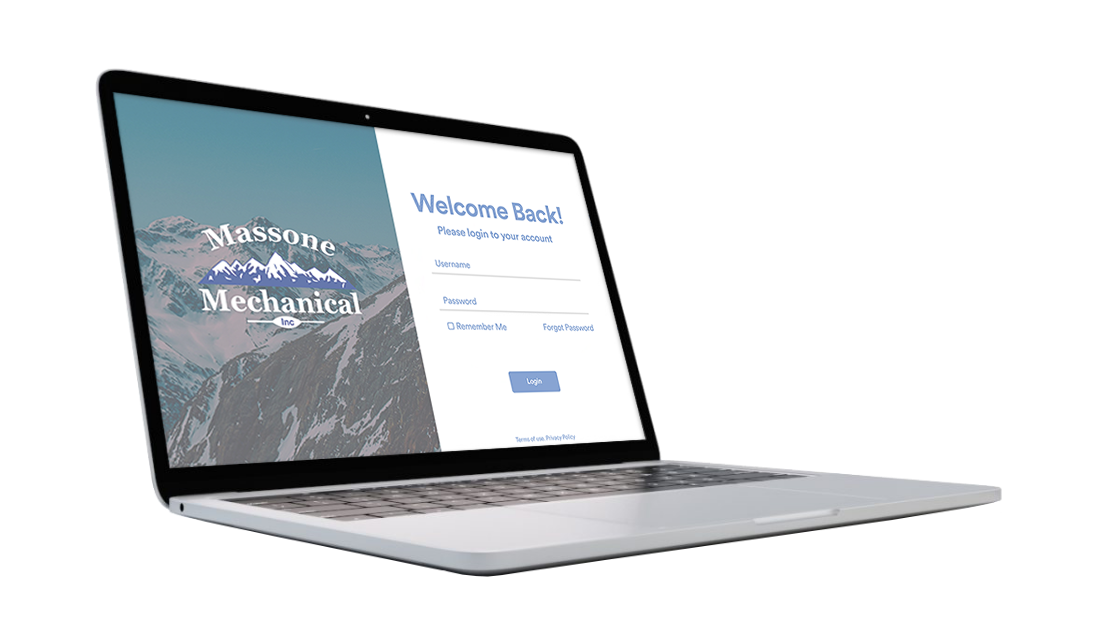 Massone
Mechanical
Inc
Welcome Back!
Please login to your account
Username
Password
Remember Me
Forgot Password
Login
Terms of use. Privacy Policy